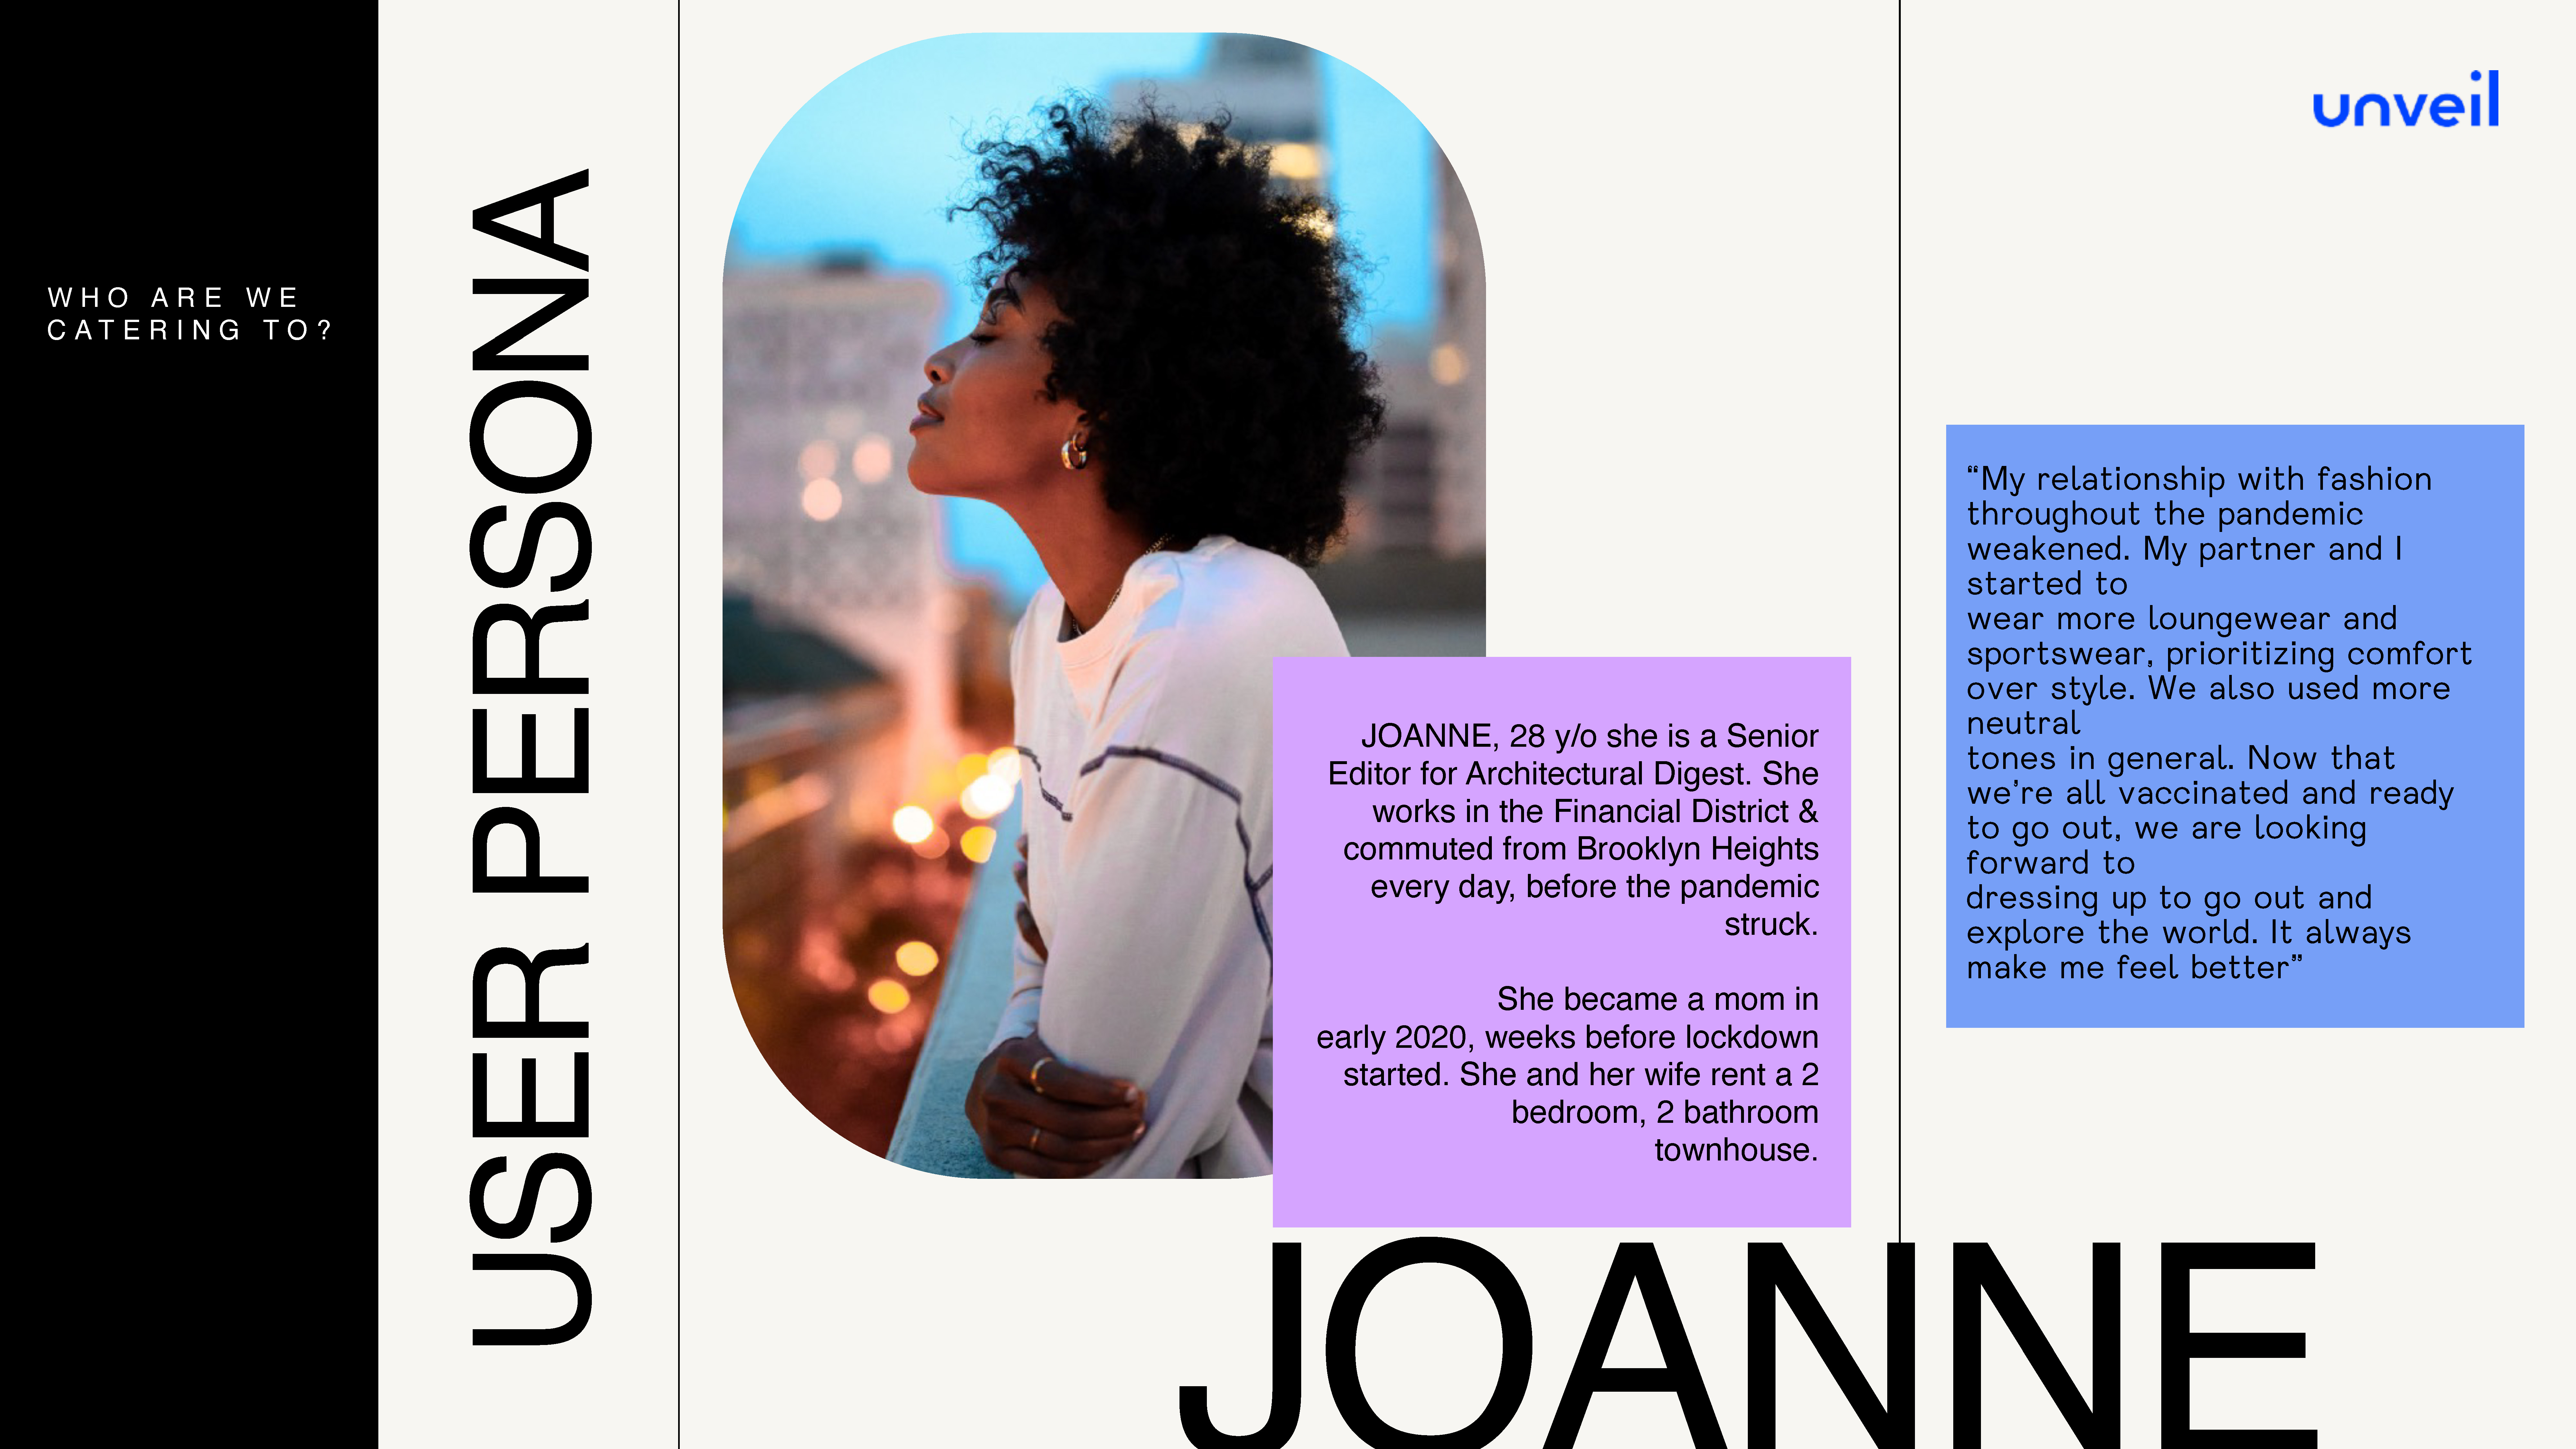 WHO ARE WE
CATERING TO?
USER PERSONA
unveil
JOANNE, 28 y/o she is a Senior
Editor for Architectural Digest. She
works in the Financial District &
commuted from Brooklyn Heights
every day, before the pandemic
struck.
She became a mom in
early 2020, weeks before lockdown
started. She and her wife rent a 2
bedroom, 2 bathroom
townhouse.
“My relationship with fashion
throughout the pandemic
weakened. My partner and I
started to
wear more loungewear and
sportswear, prioritizing comfort
over style. We also used more
neutral
tones in general. Now that
we’re all vaccinated and ready
to go out, we are looking
forward to
dressing up to go out and
explore the world. It always
make me feel better”
JOANNE